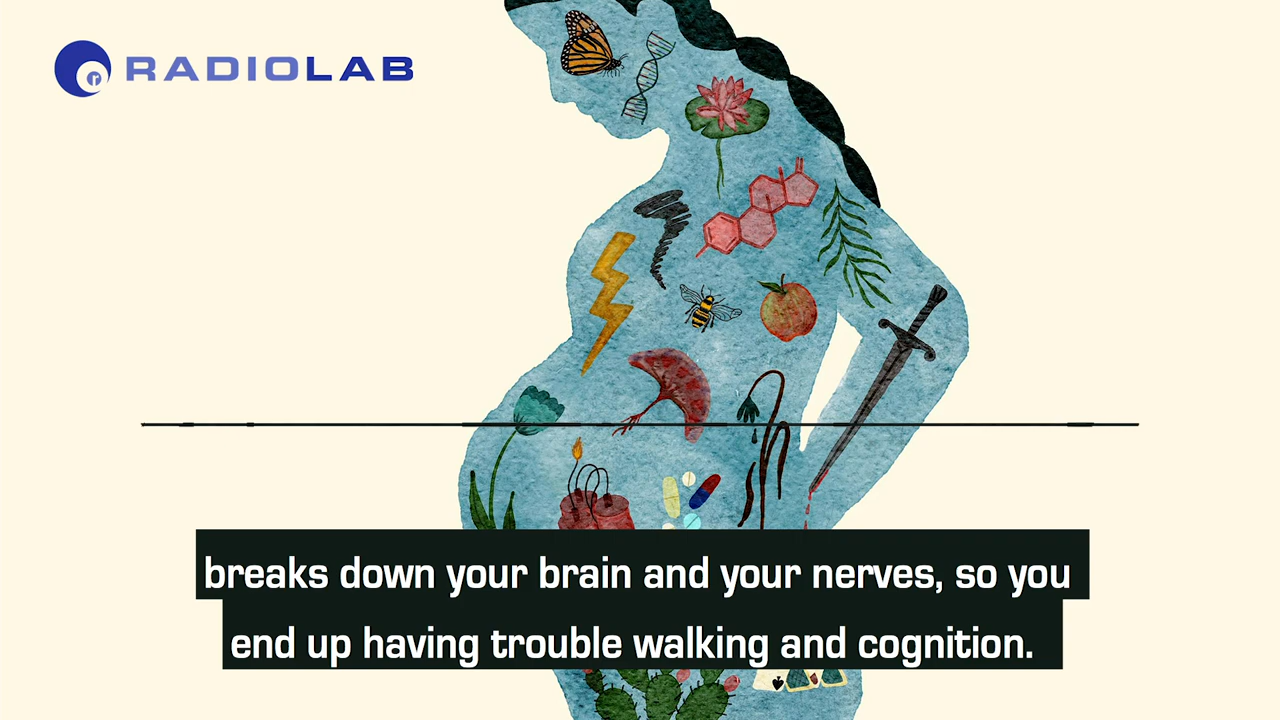 RADIOLAB
breaks down your brain and your nerves, so you
end up having trouble walking and cognition.